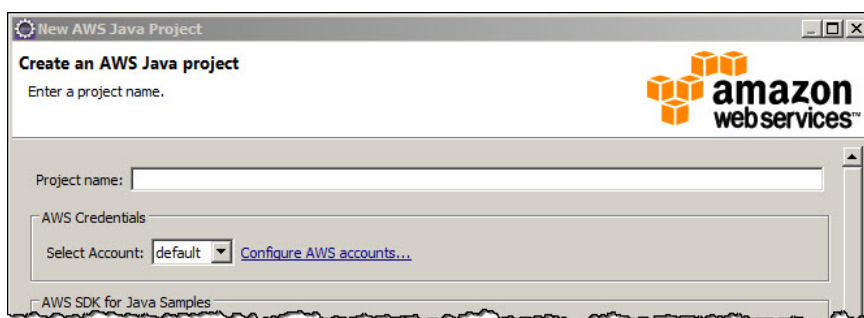 New AWS Java Project
Create an AWS Java project
Enter a project name.
amazon
webservices™
Project name:
AWS Credentials
Select Account: default Configure AWS accounts...
AWS SDK for Java Samples